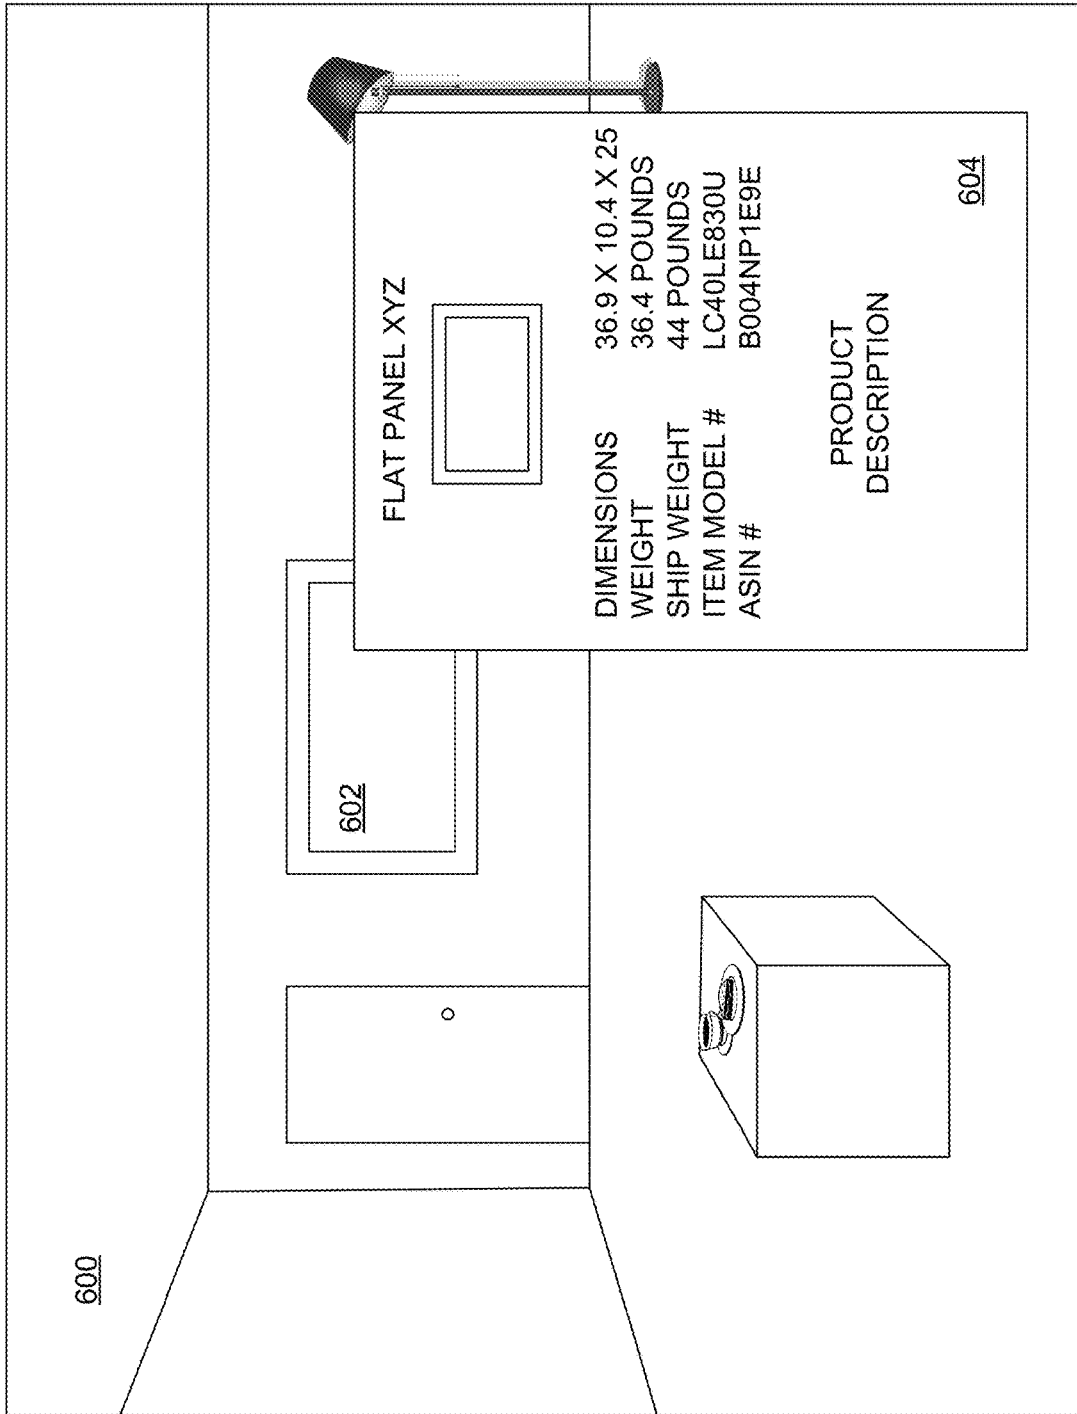 600
602
FLAT PANEL XYZ
DIMENSIONS 36.9 X 10.4 X 25
WEIGHT 36.4 POUNDS
SHIP WEIGHT 44 POUNDS
ITEM MODEL # LC40LE830U
ASIN # B004NP1E9E
PRODUCT
DESCRIPTION
604